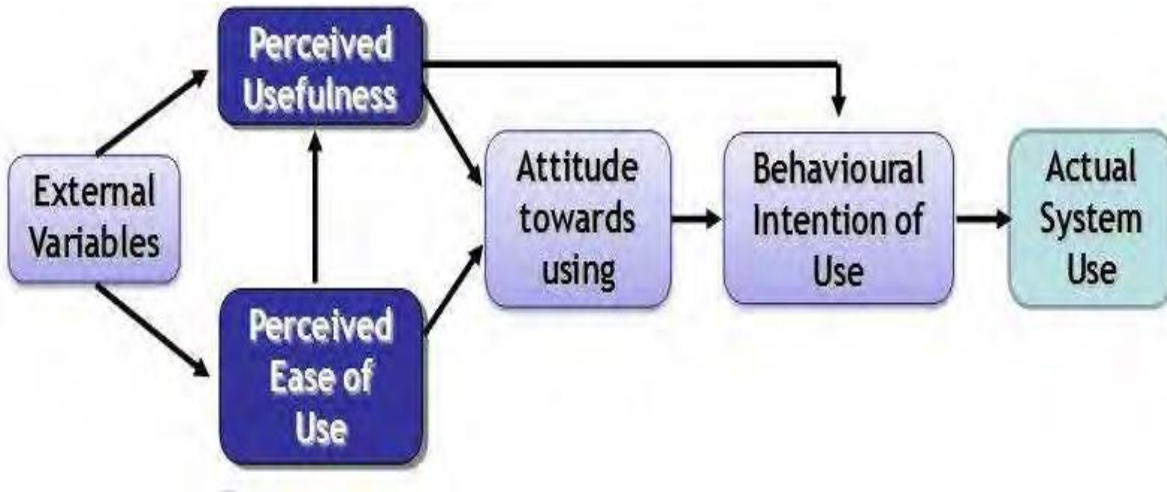 Perceived
Usefulness
External
Variables
Perceived
Ease of
Use
Attitude
towards
using
Behavioural
Intention of
Use
Actual
System
Use